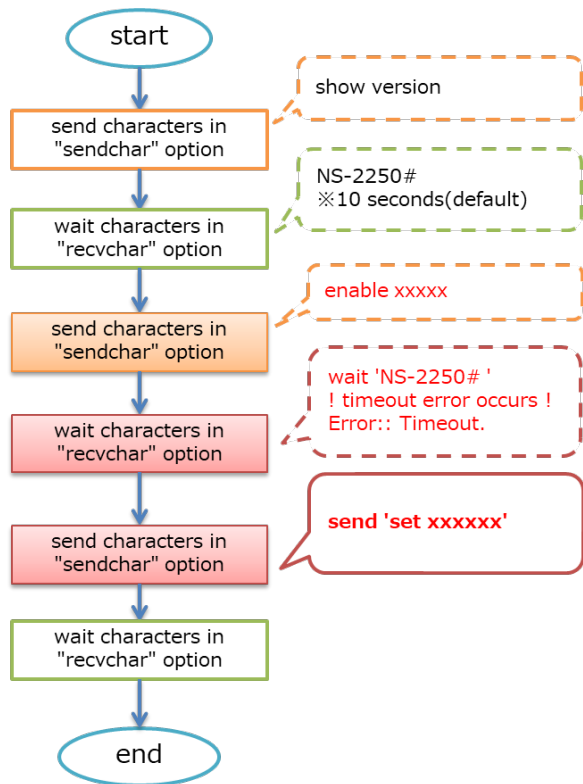 start
show version
send characters in
"sendchar" option
NS-2250#
※10 seconds(default)
wait characters in
"recvchar" option
enable xxxxx
send characters in
"sendchar" option
wait 'NS-2250# '
! timeout error occurs !
Error:: Timeout.
wait characters in
"recvchar" option
send 'set xxxxxx'
send characters in
"sendchar" option
wait characters in
"recvchar" option
end